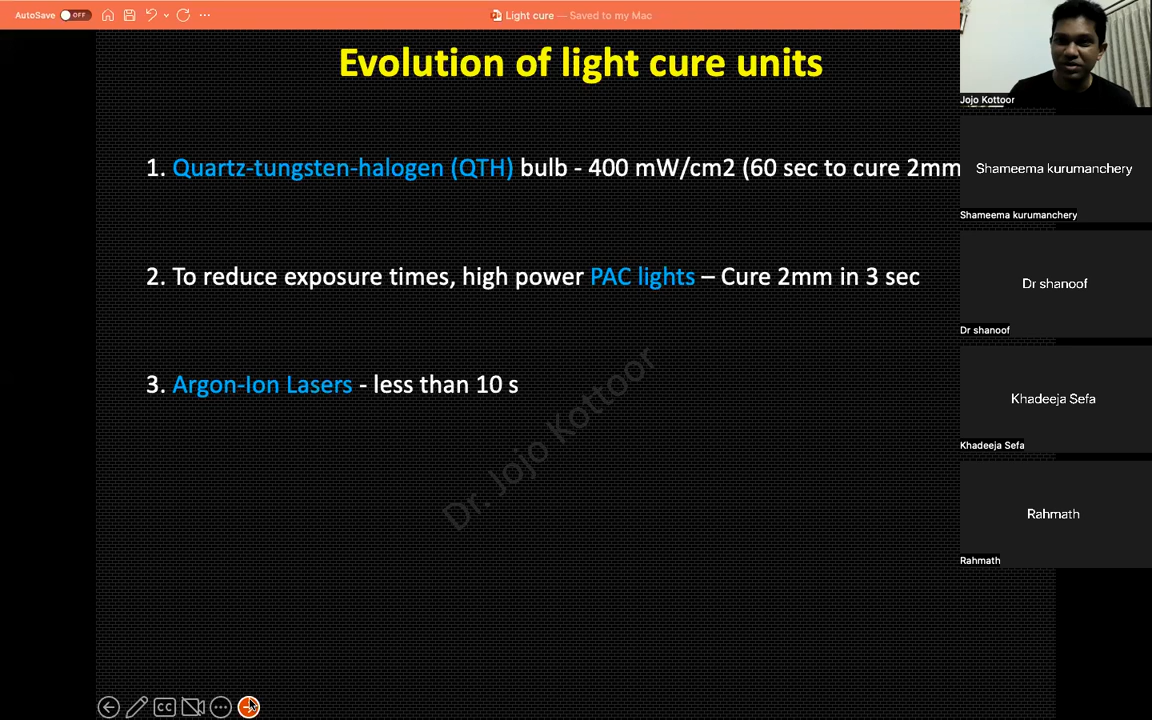 AutoSave OFF
Light cure — Saved to my Mac
Evolution of light cure units
1. Quartz-tungsten-halogen (QTH) bulb - 400 mW/cm2 (60 sec to cure 2mm
2. To reduce exposure times, high power PAC lights – Cure 2mm in 3 sec
3. Argon-Ion Lasers - less than 10 s
Dr. Jojo Kottoor
CC
Jojo Kottoor
Shameema kurumanchery
Shameema kurumanchery
Dr shanoof
Dr shanoof
Khadeeja Sefa
Khadeeja Sefa
Rahmath
Rahmath